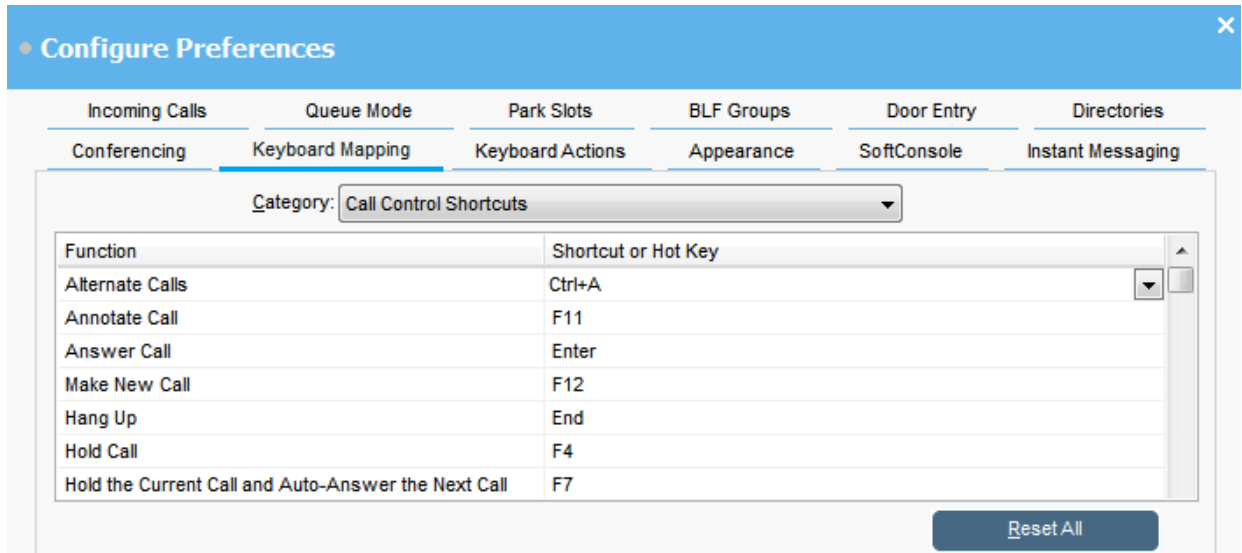 Configure Preferences
Incoming Calls Queue Mode Park Slots BLF Groups Door Entry Directories
Conferencing Keyboard Mapping Keyboard Actions Appearance SoftConsole Instant Messaging
Category: Call Control Shortcuts
Function Shortcut or Hot Key
Alternate Calls Ctrl+A
Annotate Call F11
Answer Call Enter
Make New Call F12
Hang Up End
Hold Call F4
Hold the Current Call and Auto-Answer the Next Call F7
Reset All